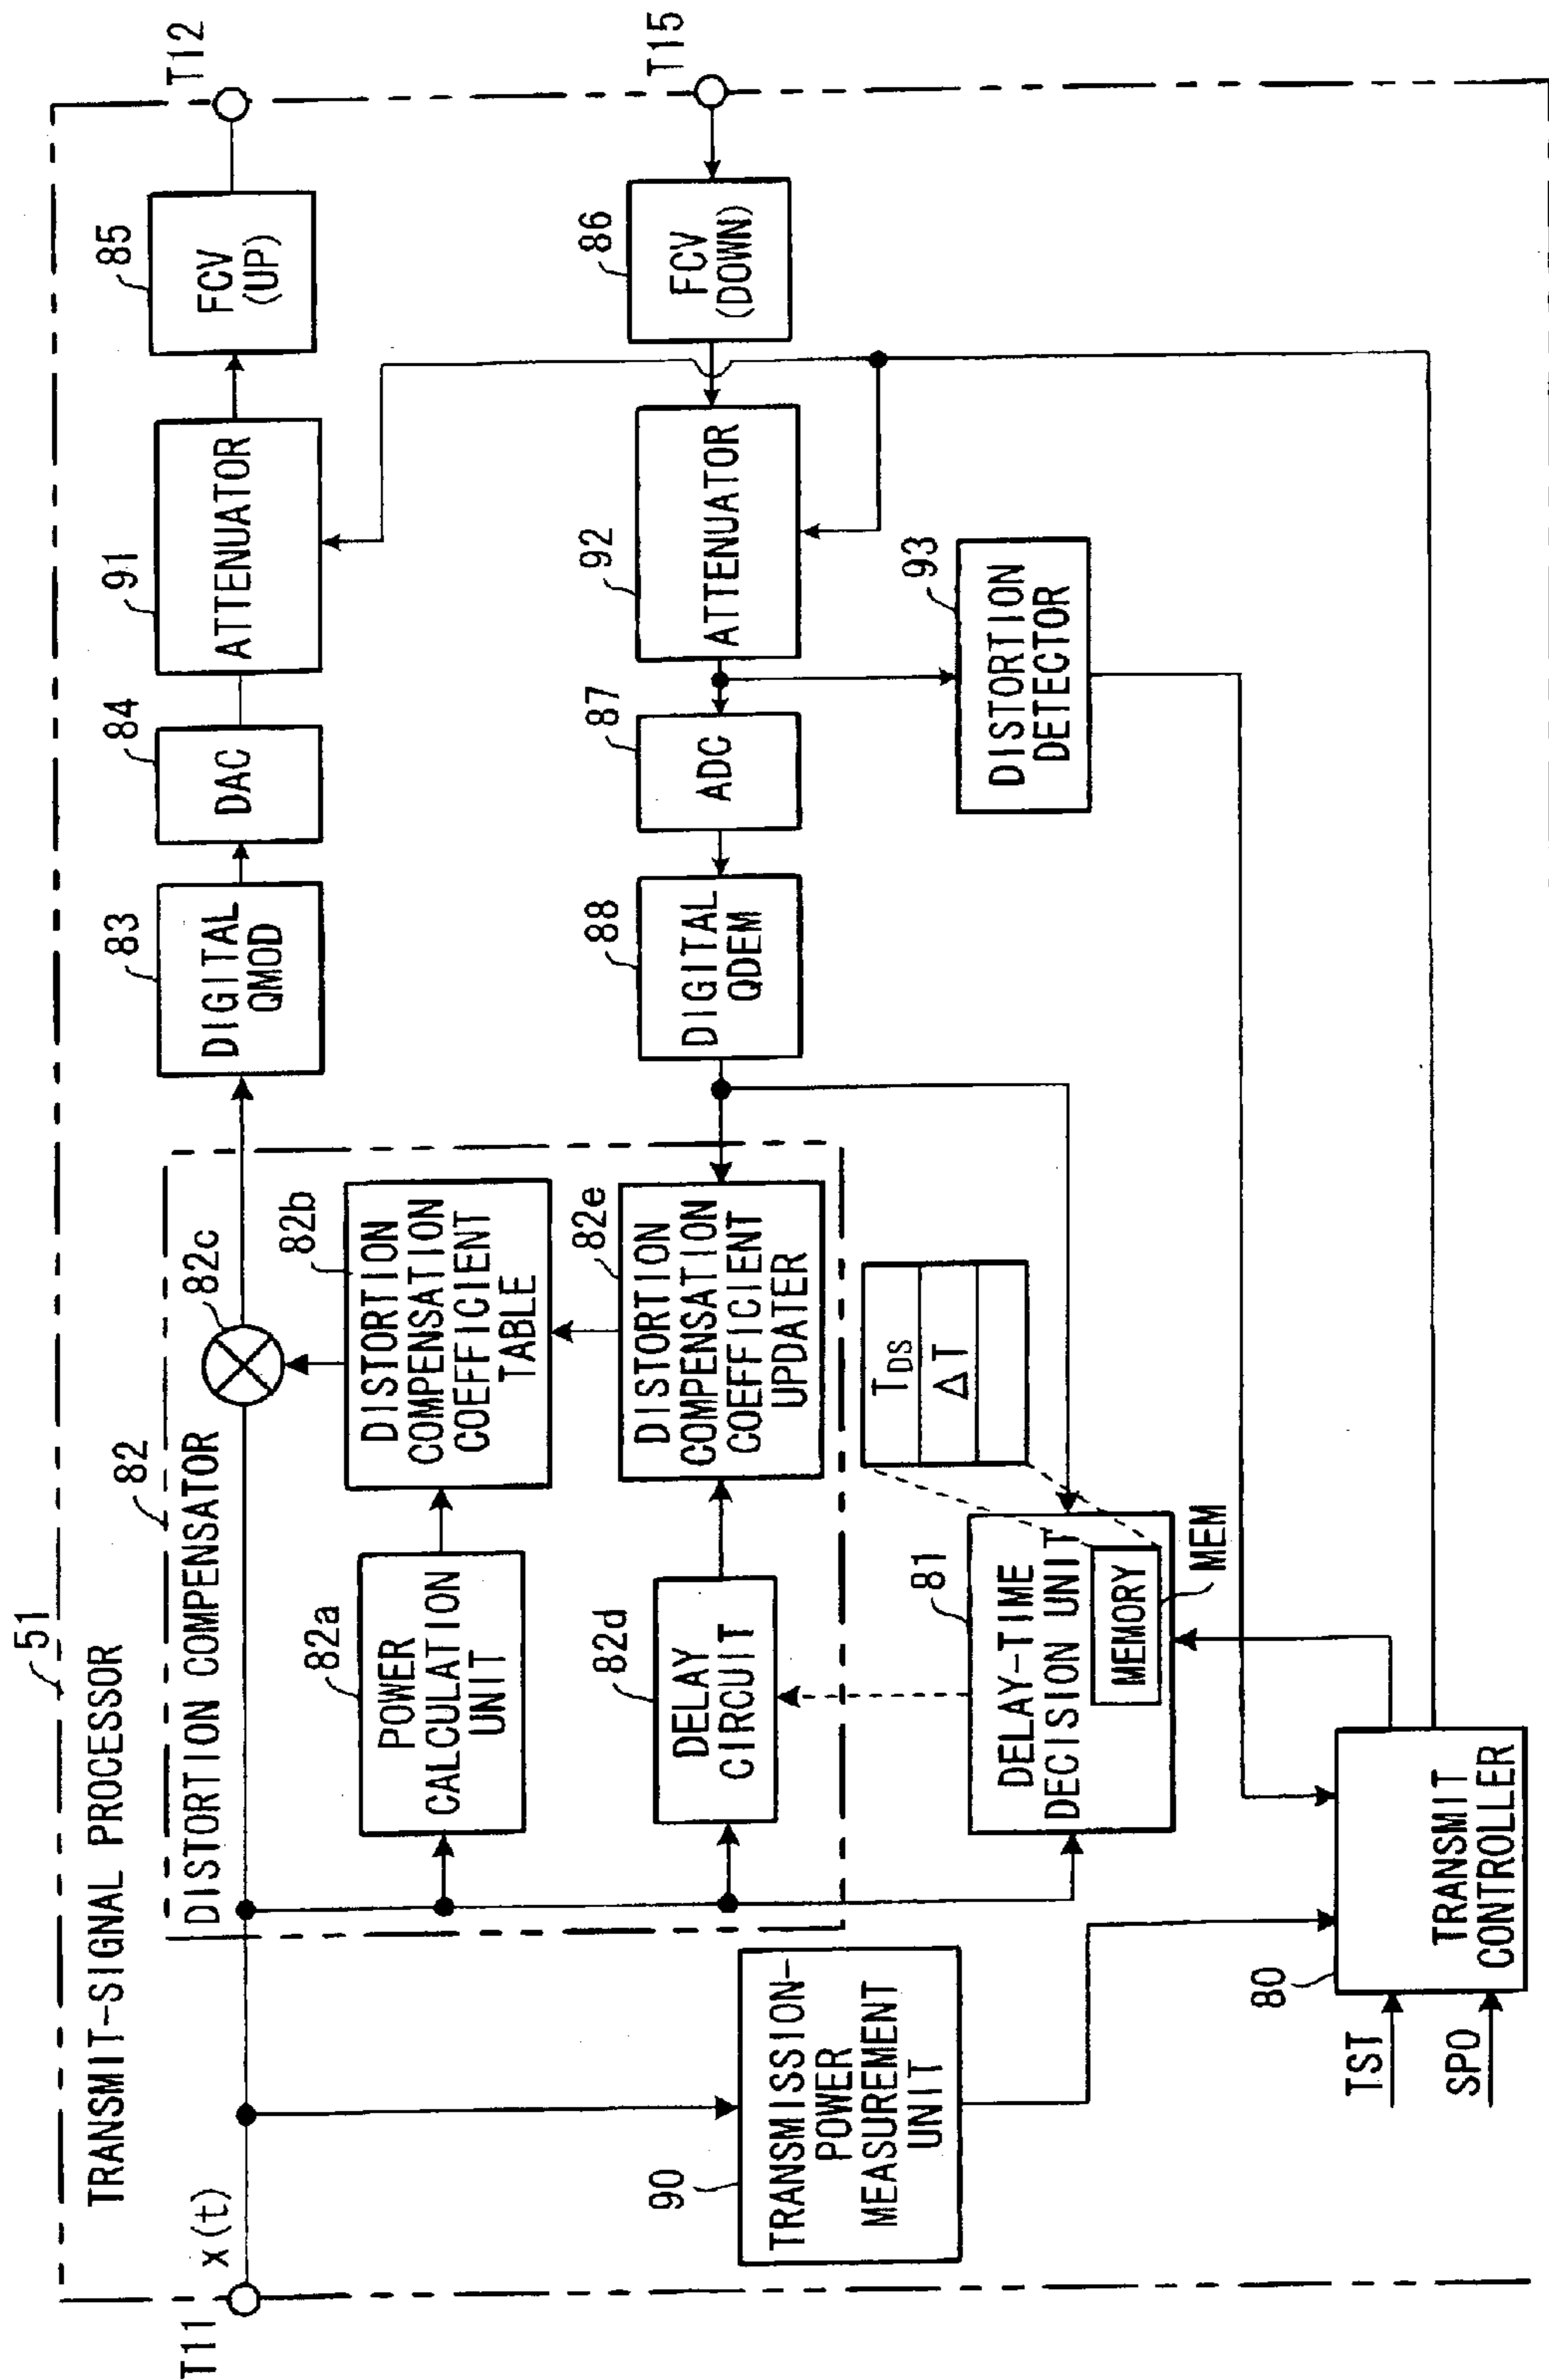 51
TRANSMIT-SIGNAL PROCESSOR
T11
x(t)
82
DISTORTION COMPENSATOR
82c
83
DIGITAL
QMOD
84
DAC
91
ATTENUATOR
85
FCV
(UP)
T12
82a
POWER
CALCULATION
UNIT
82b
DISTORTION
COMPENSATION
COEFFICIENT
TABLE
82d
DELAY
CIRCUIT
82e
DISTORTION
COMPENSATION
COEFFICIENT
UPDATER
88
DIGITAL
QDEM
87
ADC
92
ATTENUATOR
86
FCV
(DOWN)
T15
90
TRANSMISSION-
POWER
MEASUREMENT
UNIT
81
DELAY-TIME
DECISION UNIT
MEMORY
MEM
TDS
ΔT
93
DISTORTION
DETECTOR
80
TRANSMIT
CONTROLLER
TST
SPO